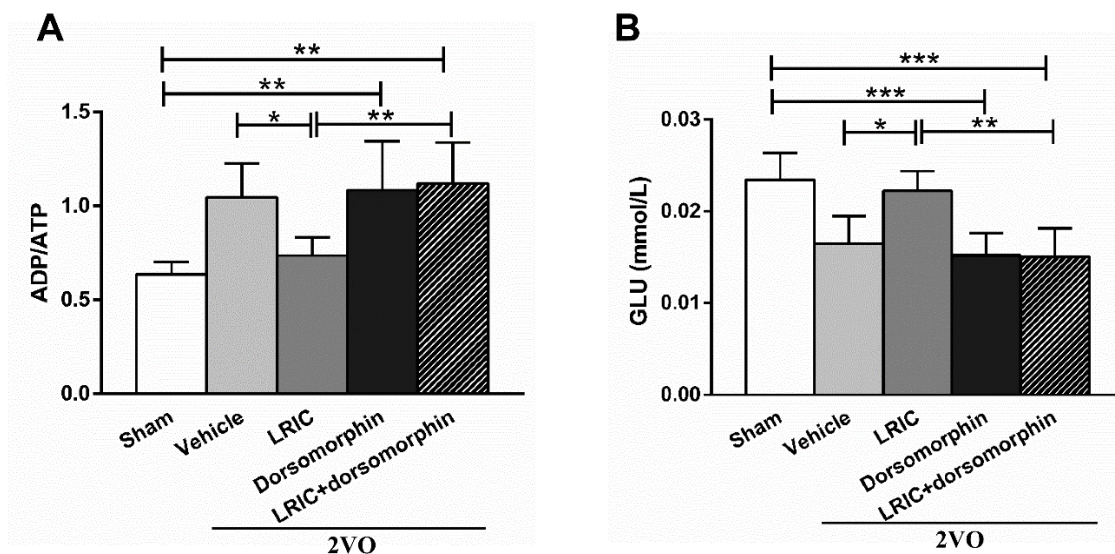 A
**
**
*
**
1.5
1.0
0.5
0.0
ADP/ATP
Sham
Vehicle
LRIC
Dorsomorphin
LRIC+dorsomorphin
2VO
B
***
***
*
**
0.03
0.02
0.01
0.00
GLU (mmol/L)
Sham
Vehicle
LRIC
Dorsomorphin
LRIC+dorsomorphin
2VO